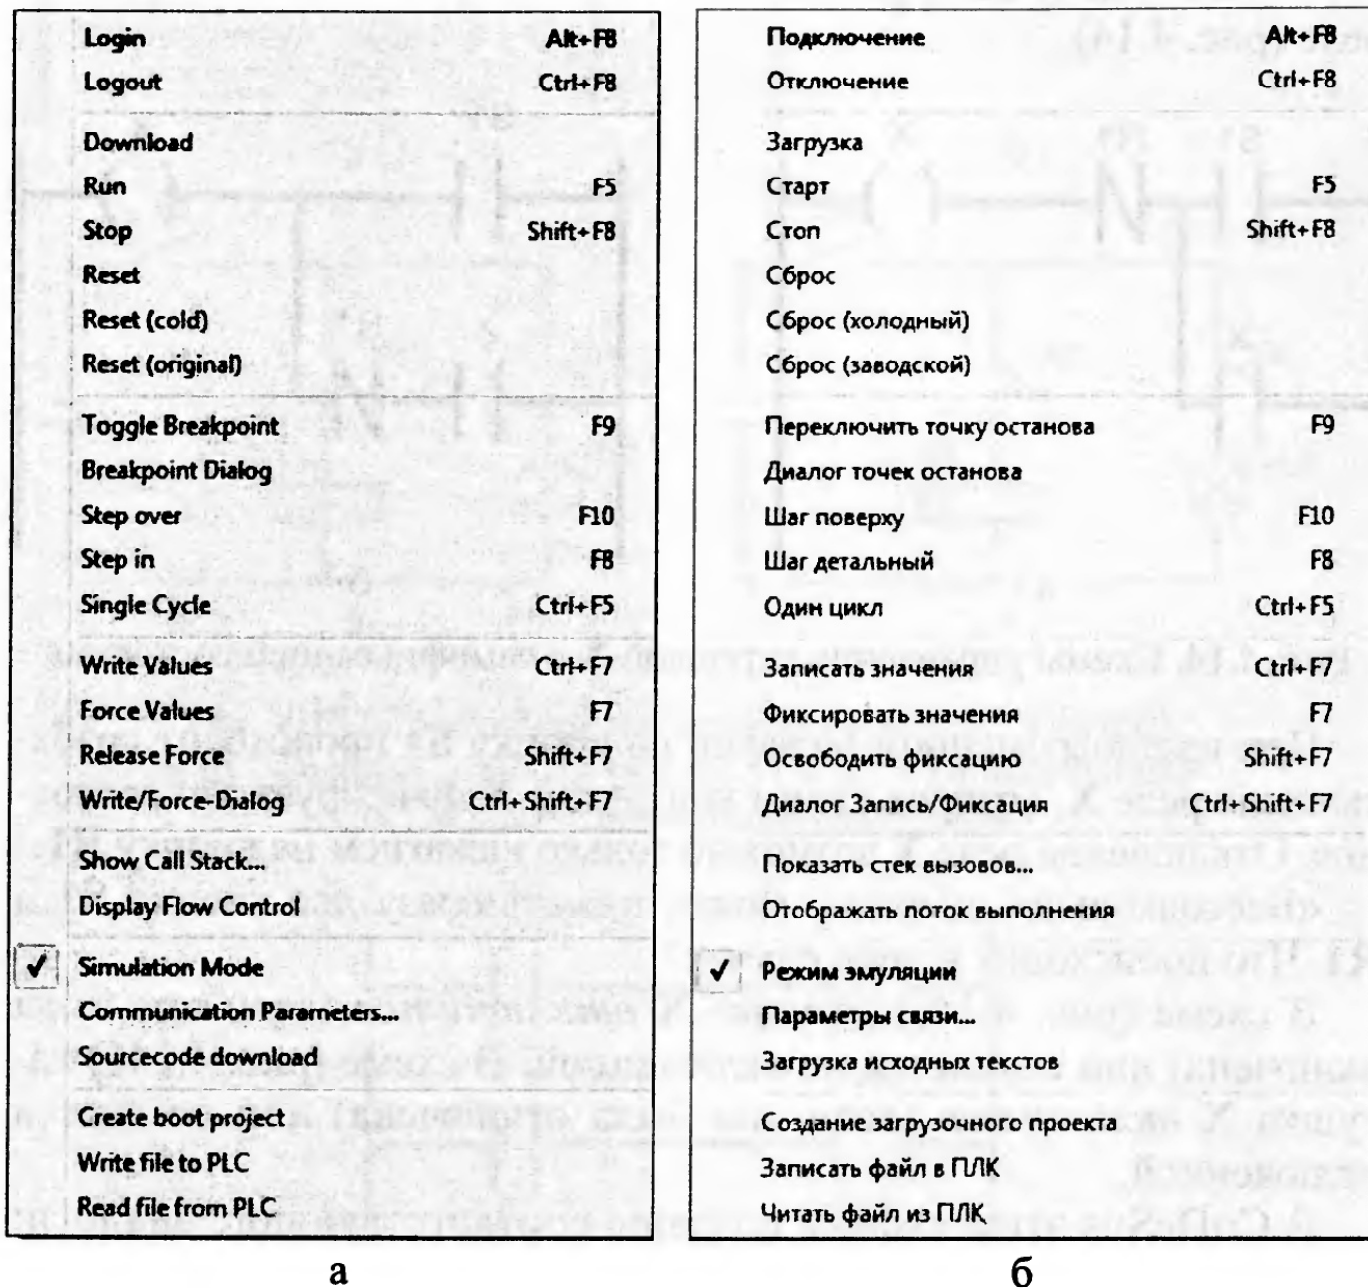 Login Alt+F8
Logout Ctrl+F8
Download
Run F5
Stop Shift+F8
Reset
Reset (cold)
Reset (original)
Toggle Breakpoint F9
Breakpoint Dialog
Step over F10
Step in F8
Single Cycle Ctrl+F5
Write Values Ctrl+F7
Force Values F7
Release Force Shift+F7
Write/Force-Dialog Ctrl+Shift+F7
Show Call Stack...
Display Flow Control
Simulation Mode
Communication Parameters...
Sourcecode download
Create boot project
Write file to PLC
Read file from PLC
а
Подключение Alt+F8
Отключение Ctrl+F8
Загрузка
Старт F5
Стоп Shift+F8
Сброс
Сброс (холодный)
Сброс (заводской)
Переключить точку останова F9
Диалог точек останова
Шаг поверху F10
Шаг детальный F8
Один цикл Ctrl+F5
Записать значения Ctrl+F7
Фиксировать значения F7
Освободить фиксацию Shift+F7
Диалог Запись/Фиксация Ctrl+Shift+F7
Показать стек вызовов...
Отображать поток выполнения
Режим эмуляции
Параметры связи...
Загрузка исходных текстов
Создание загрузочного проекта
Записать файл в ПЛК
Читать файл из ПЛК
б